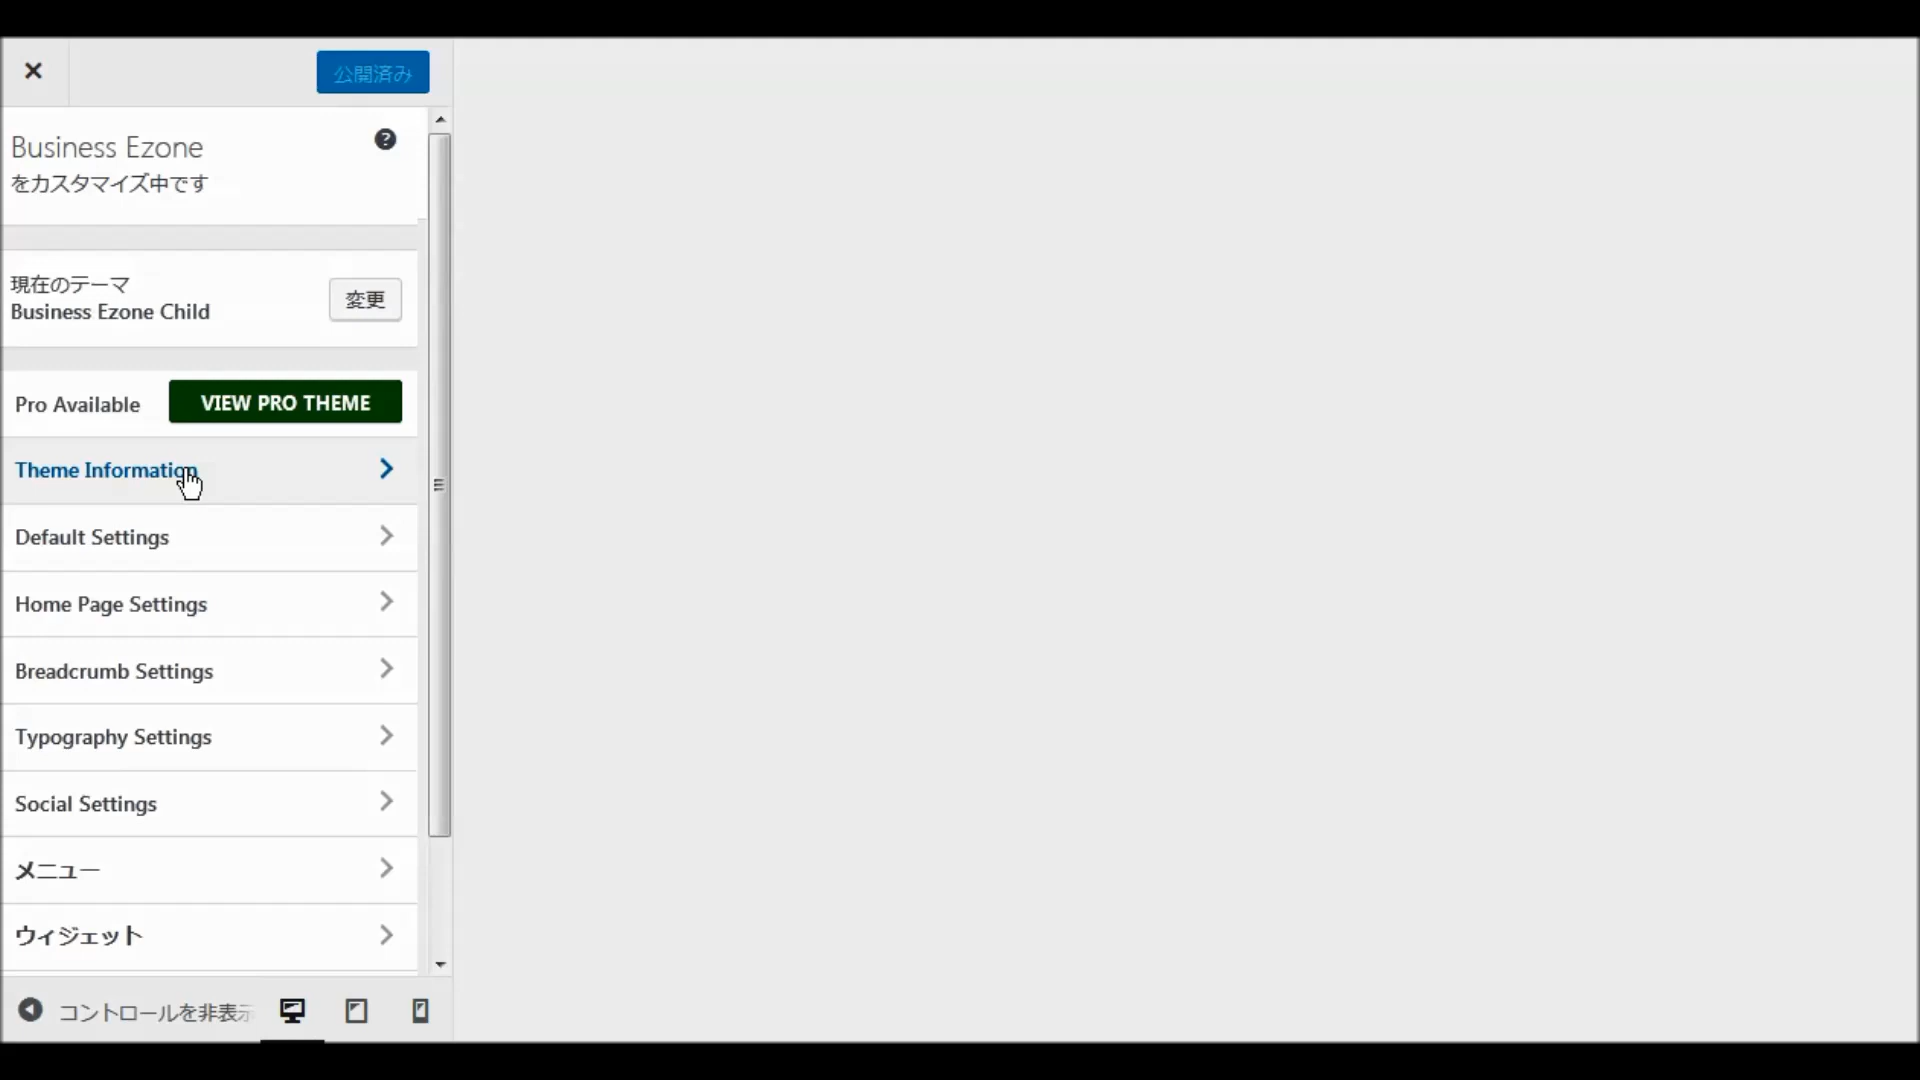 公開済み
Business Ezone
をカスタマイズ中です
現在のテーマ
Business Ezone Child
変更
Pro Available
VIEW PRO THEME
Theme Information
Default Settings
Home Page Settings
Breadcrumb Settings
Typography Settings
Social Settings
メニュー
ウィジェット
コントロールを非表示